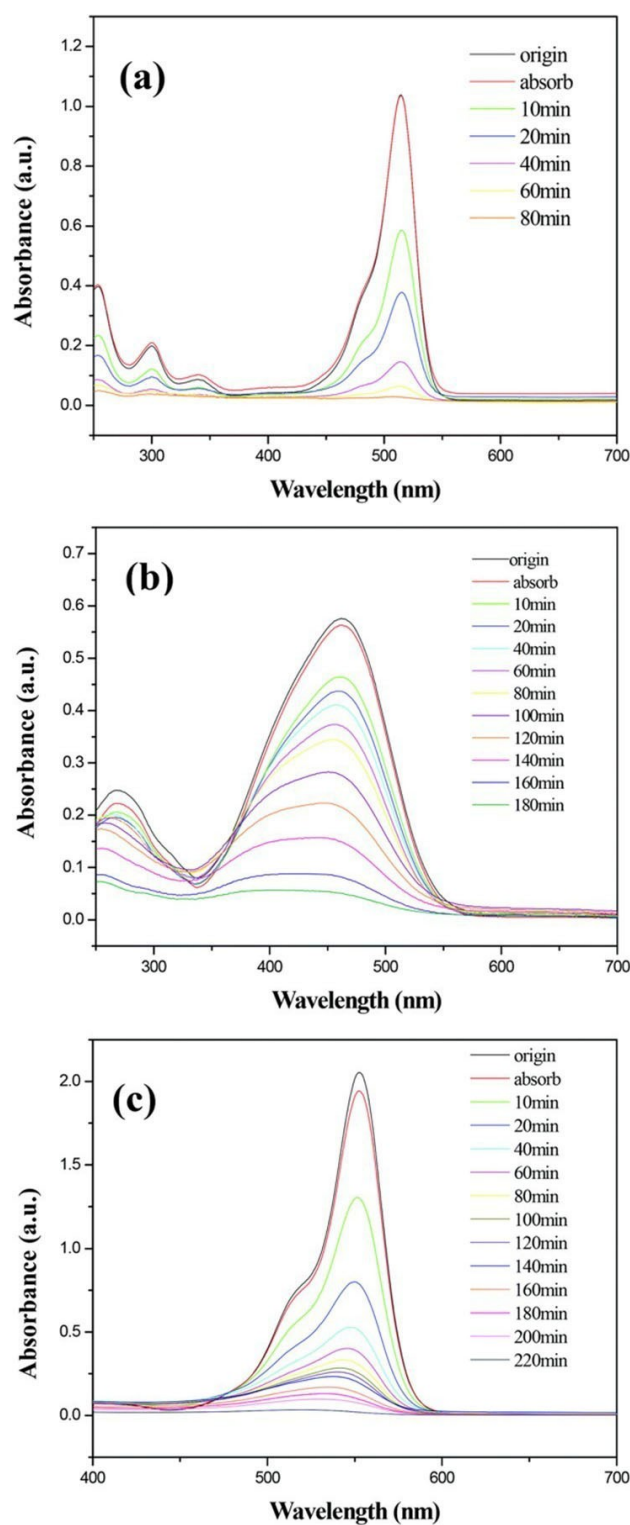 (a)
origin
absorb
10min
20min
40min
60min
80min
Absorbance (a.u.)
1.2
1.0
0.8
0.6
0.4
0.2
0.0
300 400 500 600 700
Wavelength (nm)
(b)
origin
absorb
10min
20min
40min
60min
80min
100min
120min
140min
160min
180min
Absorbance (a.u.)
0.7
0.6
0.5
0.4
0.3
0.2
0.1
0.0
300 400 500 600 700
Wavelength (nm)
(c)
origin
absorb
10min
20min
40min
60min
80min
100min
120min
140min
160min
180min
200min
220min
Absorbance (a.u.)
2.0
1.5
1.0
0.5
0.0
400 500 600 700
Wavelength (nm)